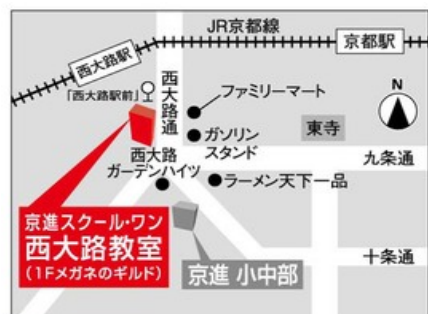 JR京都線
京都駅
西大路駅
「西大路駅前」
西大路通
ファミリーマート
N
ガソリン
スタンド
東寺
西大路
ガーデンハイツ
九条通
ラーメン天下一品
京進スクール・ワン
西大路教室
(1Fメガネのギルド)
京進 小中部
十条通